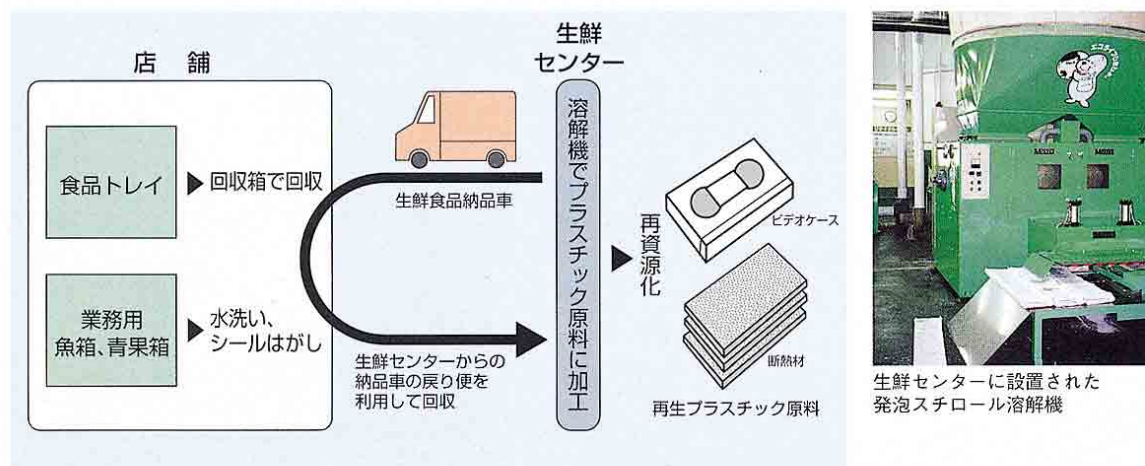 店 舗
食品トレイ
回収箱で回収
業務用
魚箱、青果箱
水洗い、
シールはがし
生鮮食品納品車
生鮮センターからの
納品車の戻り便を
利用して回収
生鮮
センター
溶解機でプラスチック原料に加工
再資源化
ビデオケース
断熱材
再生プラスチック原料
生鮮センターに設置された
発泡スチロール溶解機